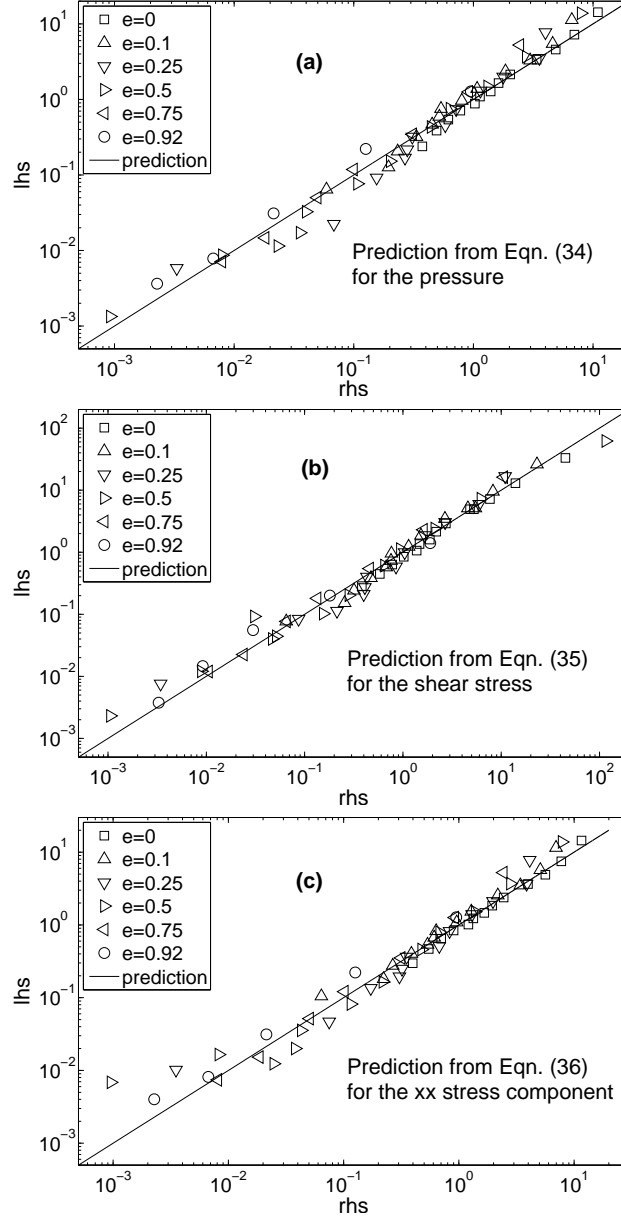 10^1
10^0
10^−1
10^−2
10^−3
lhs
e=0
e=0.1
e=0.25
e=0.5
e=0.75
e=0.92
prediction
(a)
Prediction from Eqn. (34)
for the pressure
10^−3 10^−2 10^−1 10^0 10^1
rhs
10^2
10^1
10^0
10^−1
10^−2
10^−3
lhs
e=0
e=0.1
e=0.25
e=0.5
e=0.75
e=0.92
prediction
(b)
Prediction from Eqn. (35)
for the shear stress
10^−3 10^−2 10^−1 10^0 10^1 10^2
rhs
10^1
10^0
10^−1
10^−2
10^−3
lhs
e=0
e=0.1
e=0.25
e=0.5
e=0.75
e=0.92
prediction
(c)
Prediction from Eqn. (36)
for the xx stress component
10^−3 10^−2 10^−1 10^0 10^1
rhs